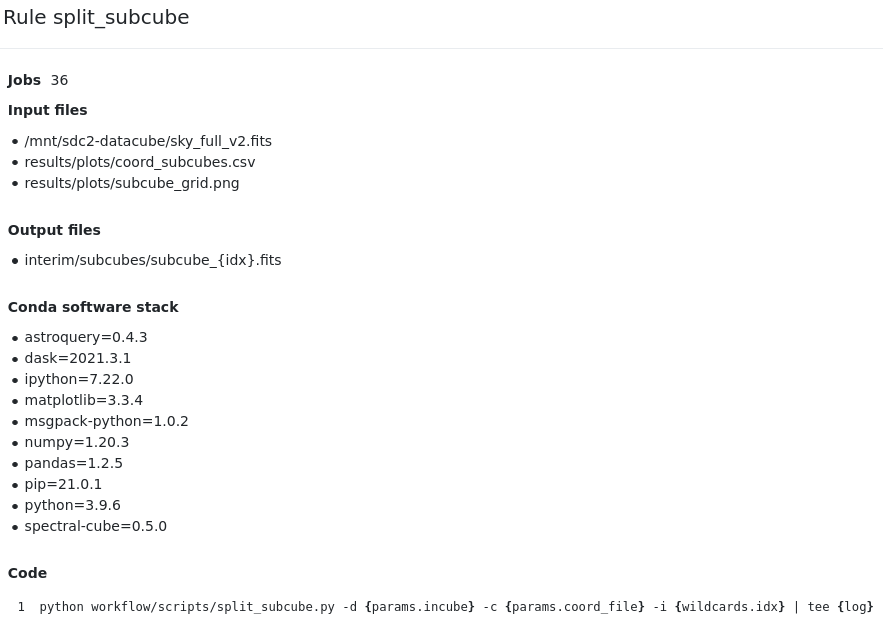 Rule split_subcube
Jobs 36
Input files
• /mnt/sdc2-datacube/sky_full_v2.fits
• results/plots/coord_subcubes.csv
• results/plots/subcube_grid.png
Output files
• interim/subcubes/subcube_{idx}.fits
Conda software stack
• astroquery=0.4.3
• dask=2021.3.1
• ipython=7.22.0
• matplotlib=3.3.4
• msgpack-python=1.0.2
• numpy=1.20.3
• pandas=1.2.5
• pip=21.0.1
• python=3.9.6
• spectral-cube=0.5.0
Code
1 python workflow/scripts/split_subcube.py -d {params.incube} -c {params.coord_file} -i {wildcards.idx} | tee {log}